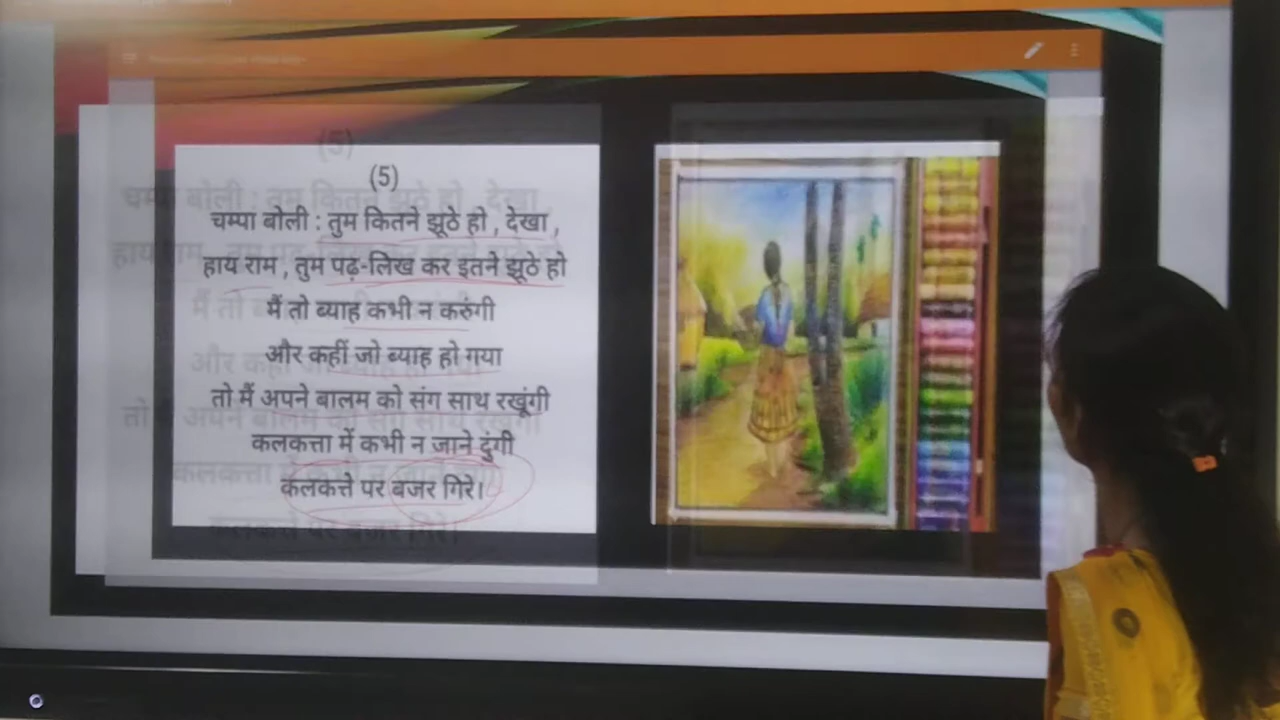 (5)
चम्पा बोली : तुम कितने झूठे हो , देखा ,
हाय राम , तुम पढ़-लिख कर इतने झूठे हो
मैं तो ब्याह कभी न करुंगी
और कहीं जो ब्याह हो गया
तो मैं अपने बालम को संग साथ रखूंगी
कलकत्ता में कभी न जाने दुंगी
कलकत्ते पर बजर गिरे।